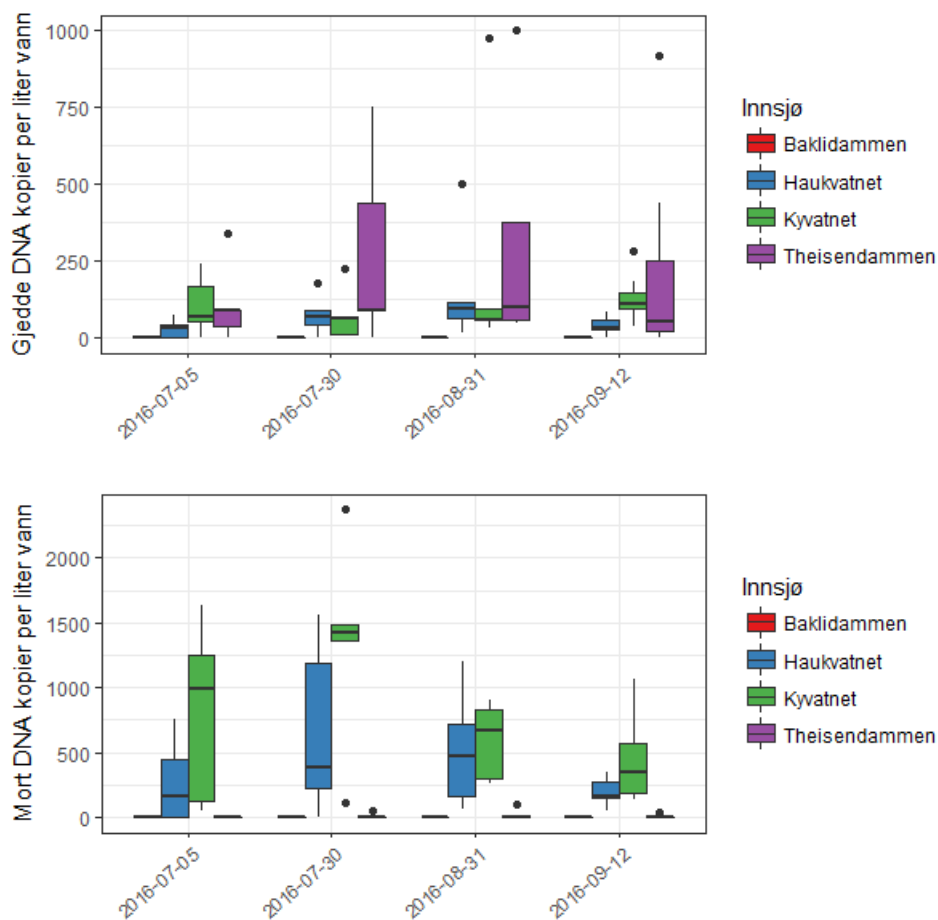 Gjedde DNA kopier per liter vann
1000
750
500
250
0
2016-07-05
2016-07-30
2016-08-31
2016-09-12
Innsjø
Baklidammen
Haukvatnet
Kyvatnet
Theisendammen
Mort DNA kopier per liter vann
2000
1500
1000
500
0
2016-07-05
2016-07-30
2016-08-31
2016-09-12
Innsjø
Baklidammen
Haukvatnet
Kyvatnet
Theisendammen